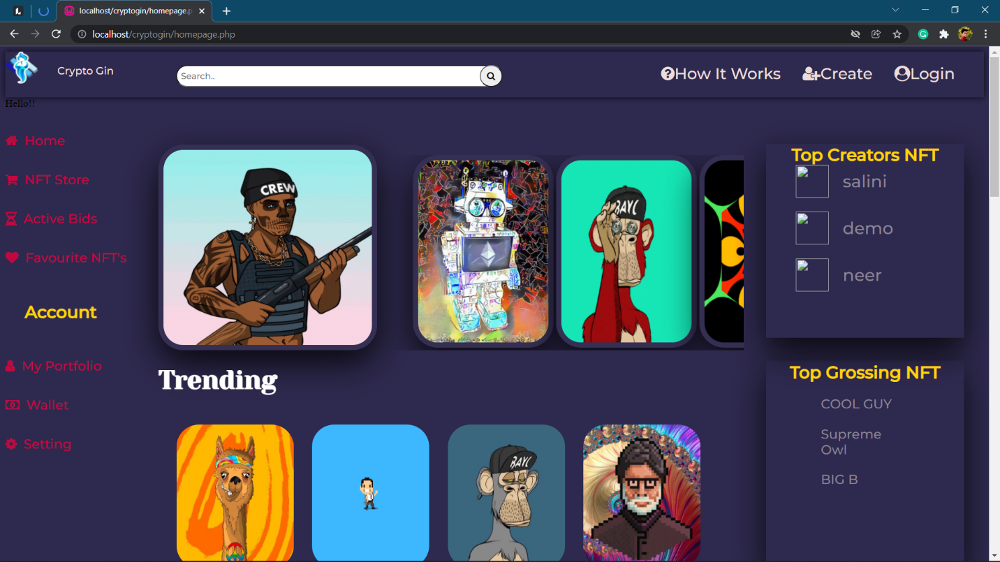 localhost/cryptogin/homepage.p
localhost/cryptogin/homepage.php
Crypto Gin
Search..
How It Works
Create
Login
Hello!!
Home
NFT Store
Active Bids
Favourite NFT's
Account
My Portfolio
Wallet
Setting
CREW
BAYC
Top Creators NFT
salini
demo
neer
Trending
BAYC
Top Grossing NFT
COOL GUY
Supreme
Owl
BIG B